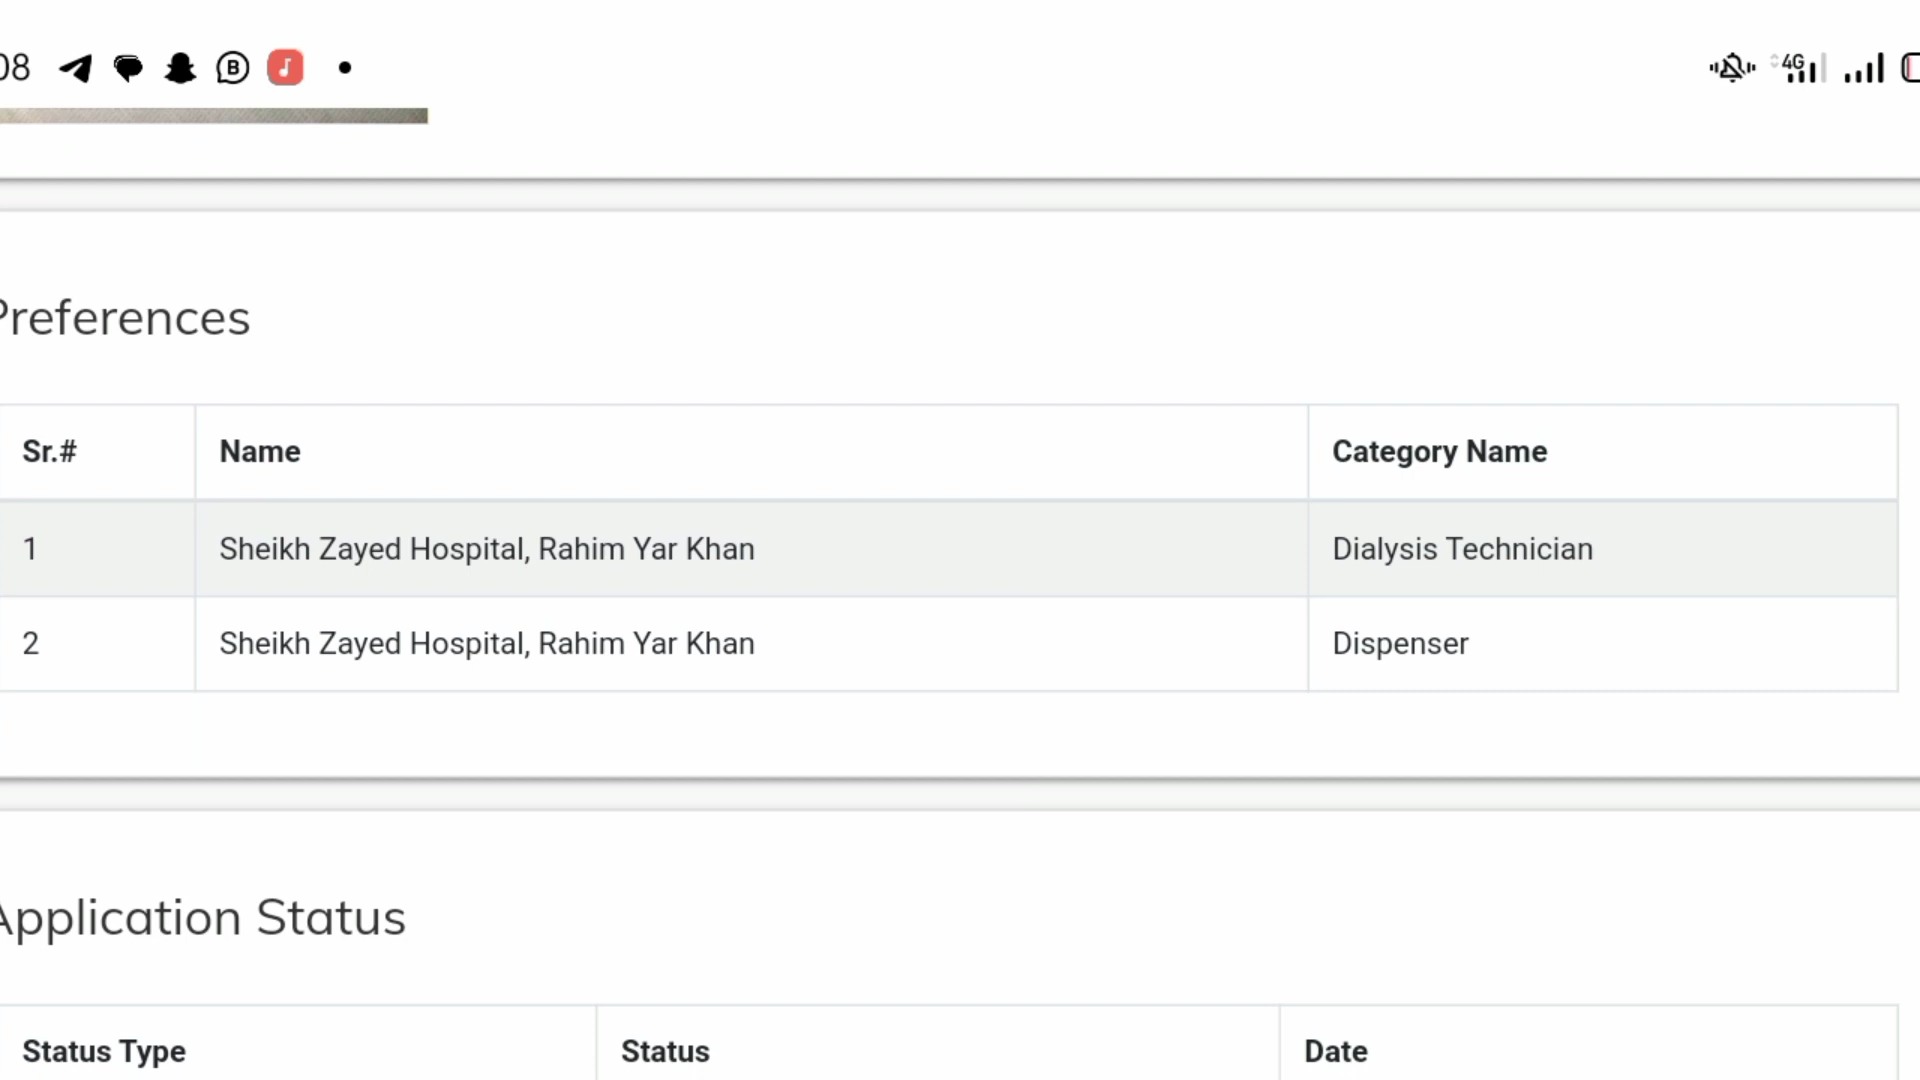 08
4G
Preferences
Sr.# Name Category Name
1 Sheikh Zayed Hospital, Rahim Yar Khan Dialysis Technician
2 Sheikh Zayed Hospital, Rahim Yar Khan Dispenser
Application Status
Status Type Status Date